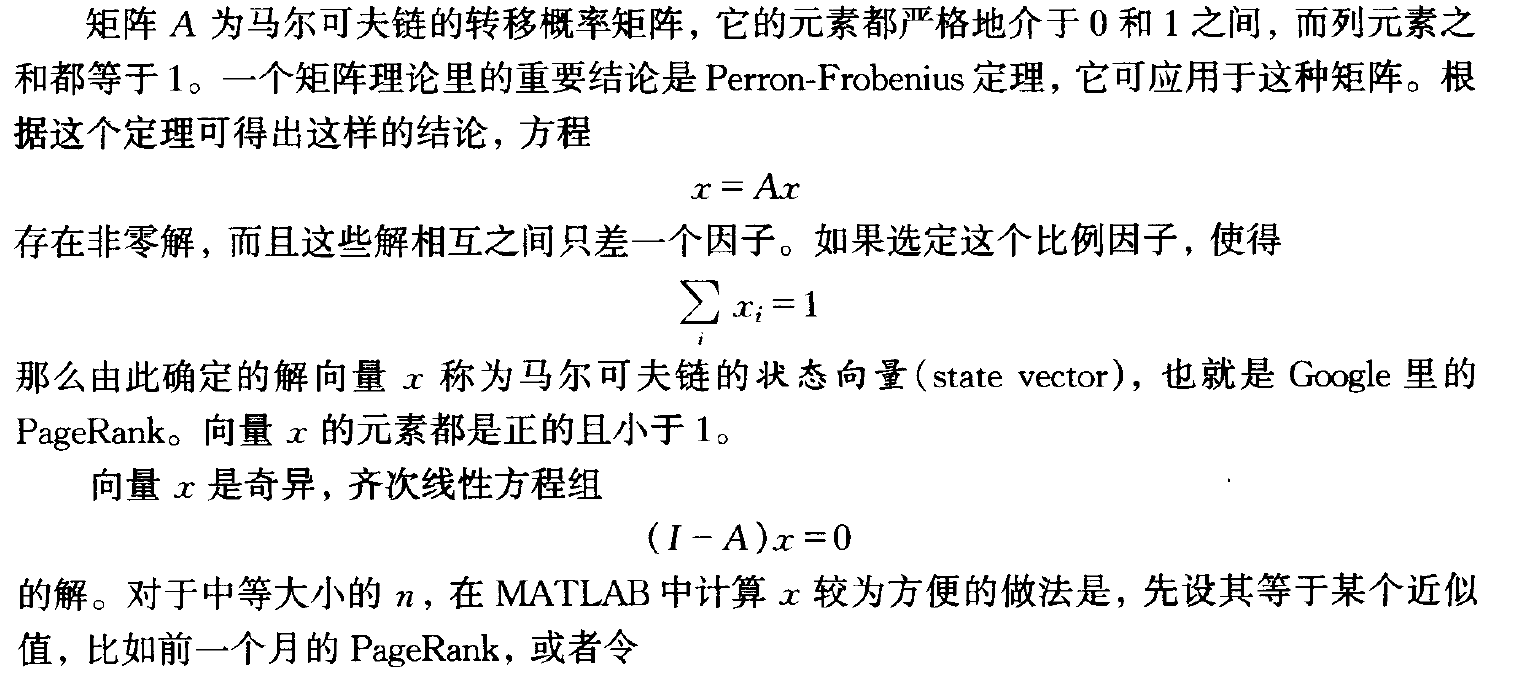 矩阵 A 为马尔可夫链的转移概率矩阵，它的元素都严格地介于 0 和 1 之间，而列元素之
和都等于 1。一个矩阵理论里的重要结论是 Perron-Frobenius 定理，它可应用于这种矩阵。根
据这个定理可得出这样的结论，方程
x = Ax
存在非零解，而且这些解相互之间只差一个因子。如果选定这个比例因子，使得
∑ x_i = 1
i
那么由此确定的解向量 x 称为马尔可夫链的状态向量(state vector)，也就是 Google 里的
PageRank。向量 x 的元素都是正的且小于 1。
向量 x 是奇异，齐次线性方程组
(I - A)x = 0
的解。对于中等大小的 n，在 MATLAB 中计算 x 较为方便的做法是，先设其等于某个近似
值，比如前一个月的 PageRank，或者令